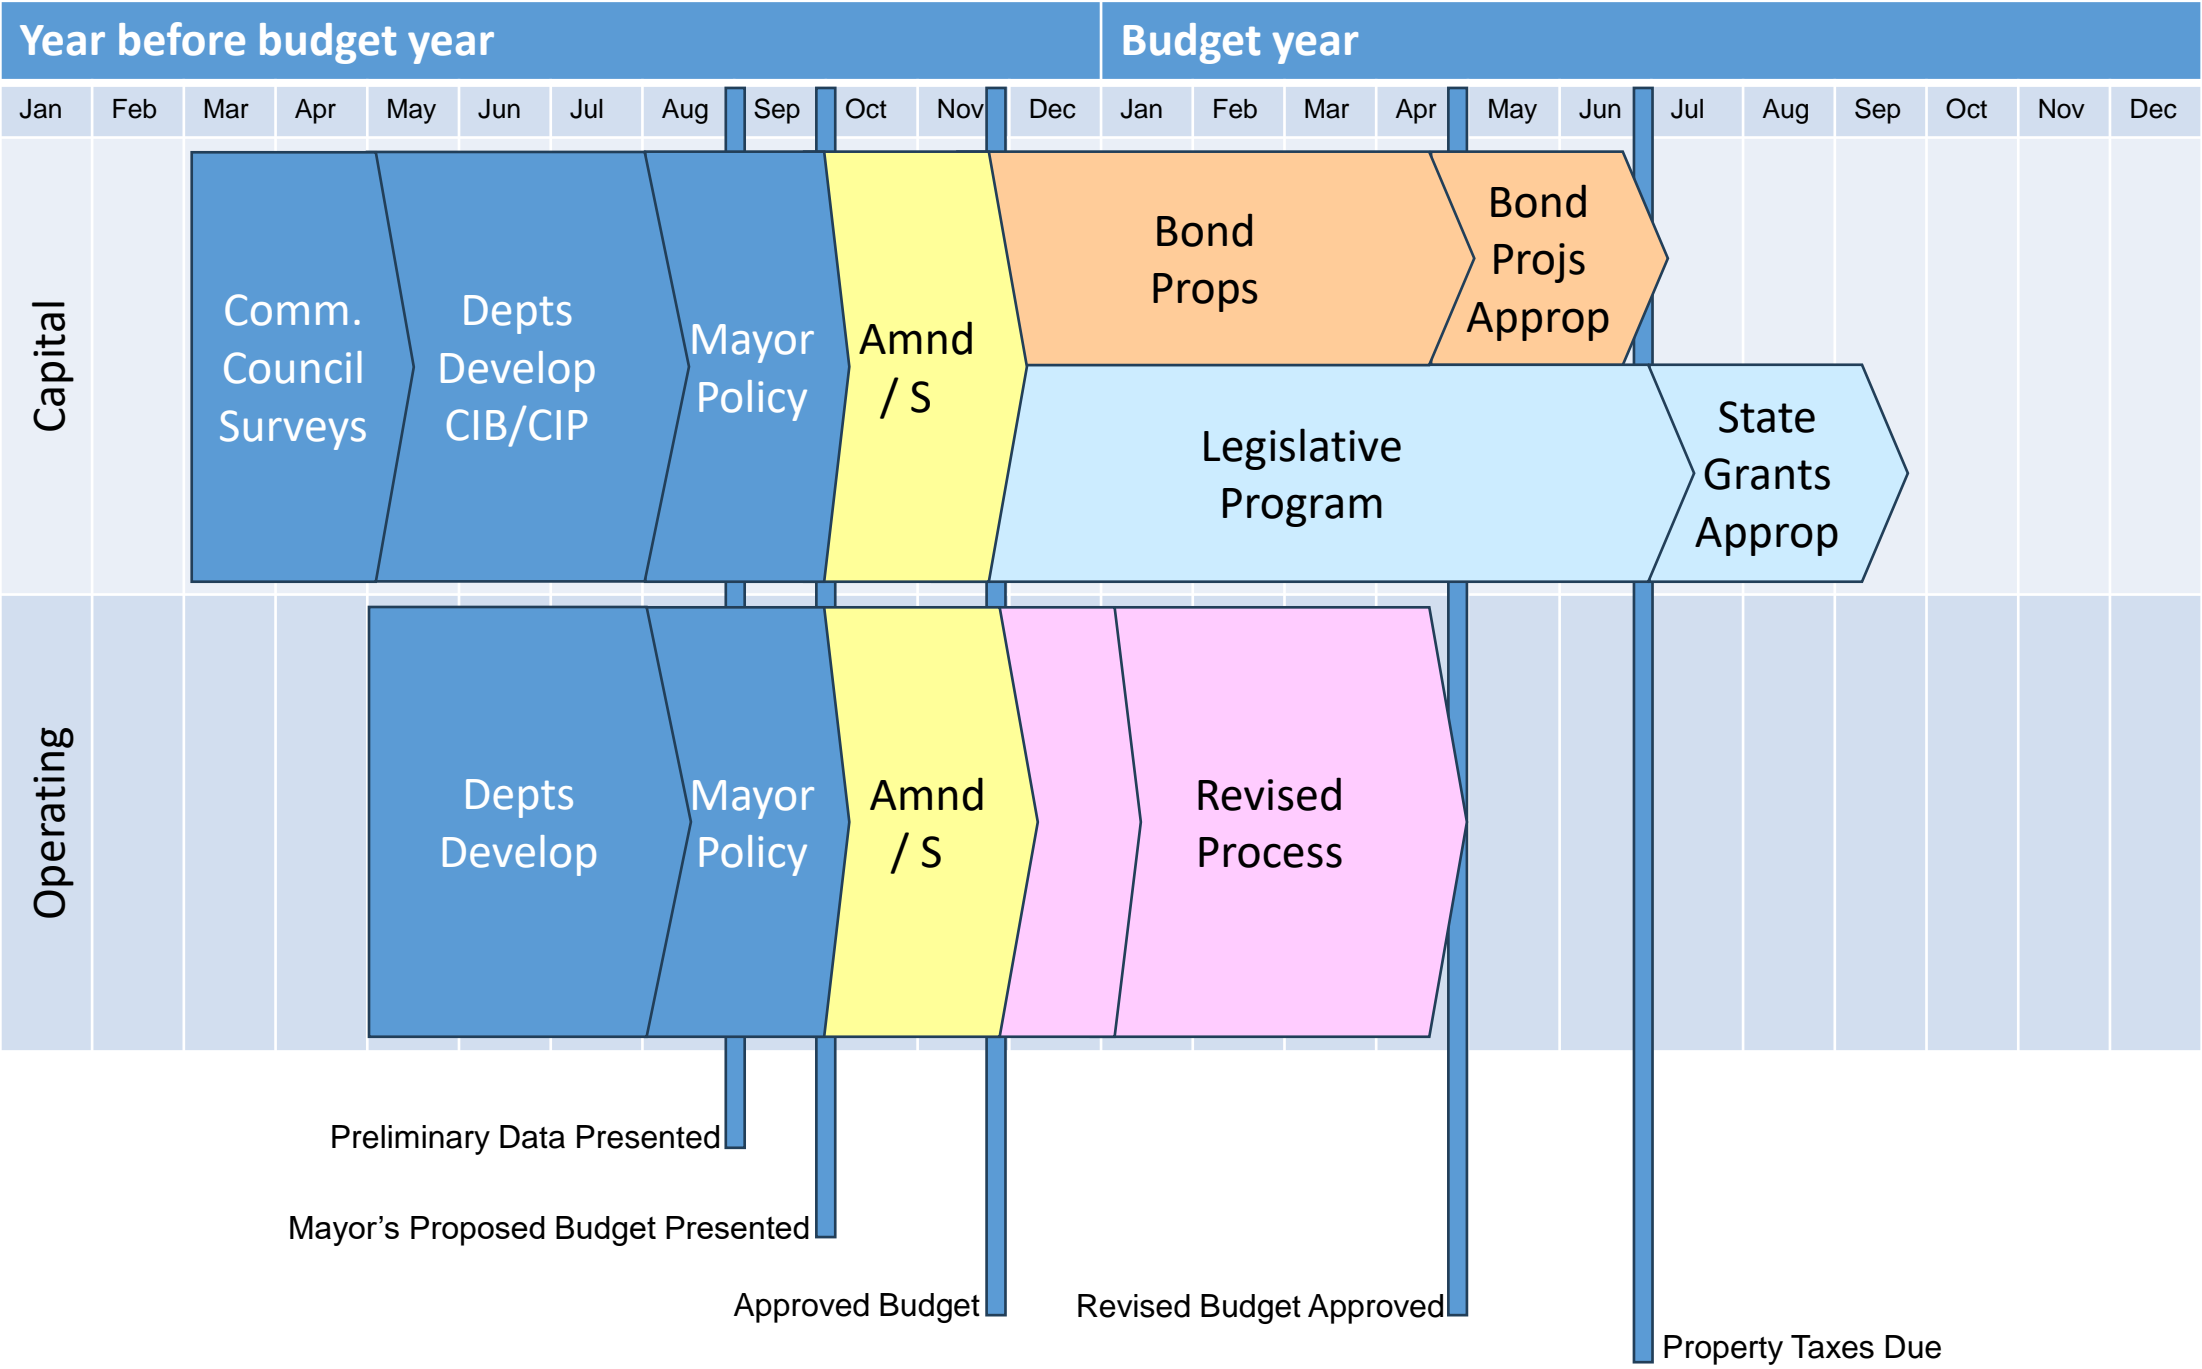 Year before budget year
Budget year
Jan Feb Mar Apr May Jun Jul Aug Sep Oct Nov Dec Jan Feb Mar Apr May Jun Jul Aug Sep Oct Nov Dec
Capital
Comm.
Council
Surveys
Depts
Develop
CIB/CIP
Mayor
Policy
Amnd
/ S
Bond
Props
Bond
Projs
Approp
Legislative
Program
State
Grants
Approp
Operating
Depts
Develop
Mayor
Policy
Amnd
/ S
Revised
Process
Preliminary Data Presented
Mayor’s Proposed Budget Presented
Approved Budget
Revised Budget Approved
Property Taxes Due